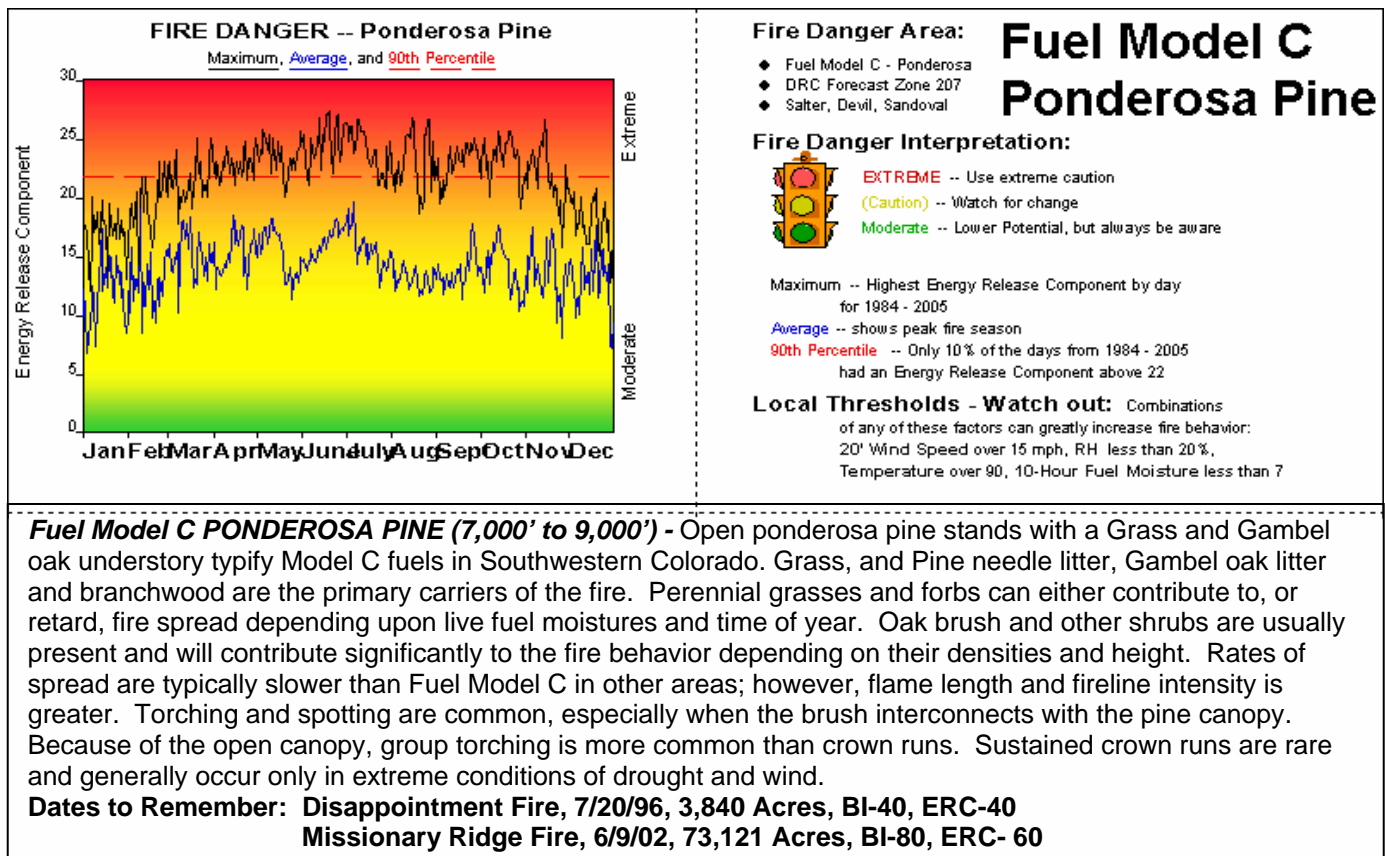 FIRE DANGER -- Ponderosa Pine
Maximum, Average, and 90th Percentile
30
25
20
15
10
5
0
Energy Release Component
Extreme
Moderate
Jan Feb Mar Apr May June July Aug Sept Oct Nov Dec
Fire Danger Area:
◆ Fuel Model C - Ponderosa
◆ DRC Forecast Zone 207
◆ Salter, Devil, Sandoval
Fuel Model C
Ponderosa Pine
Fire Danger Interpretation:
EXTREME -- Use extreme caution
(Caution) -- Watch for change
Moderate -- Lower Potential, but always be aware
Maximum -- Highest Energy Release Component by day
for 1984 - 2005
Average -- shows peak fire season
90th Percentile -- Only 10% of the days from 1984 - 2005
had an Energy Release Component above 22
Local Thresholds - Watch out: Combinations
of any of these factors can greatly increase fire behavior:
20' Wind Speed over 15 mph, RH less than 20%,
Temperature over 90, 10-Hour Fuel Moisture less than 7
Fuel Model C PONDEROSA PINE (7,000’ to 9,000’) - Open ponderosa pine stands with a Grass and Gambel
oak understory typify Model C fuels in Southwestern Colorado. Grass, and Pine needle litter, Gambel oak litter
and branchwood are the primary carriers of the fire. Perennial grasses and forbs can either contribute to, or
retard, fire spread depending upon live fuel moistures and time of year. Oak brush and other shrubs are usually
present and will contribute significantly to the fire behavior depending on their densities and height. Rates of
spread are typically slower than Fuel Model C in other areas; however, flame length and fireline intensity is
greater. Torching and spotting are common, especially when the brush interconnects with the pine canopy.
Because of the open canopy, group torching is more common than crown runs. Sustained crown runs are rare
and generally occur only in extreme conditions of drought and wind.
Dates to Remember: Disappointment Fire, 7/20/96, 3,840 Acres, BI-40, ERC-40
Missionary Ridge Fire, 6/9/02, 73,121 Acres, BI-80, ERC- 60